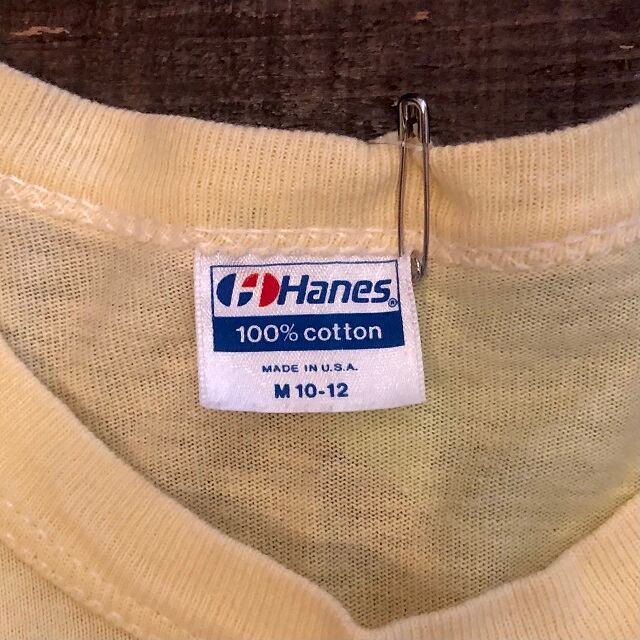 Hanes®
100% cotton
MADE IN U.S.A.
M 10-12